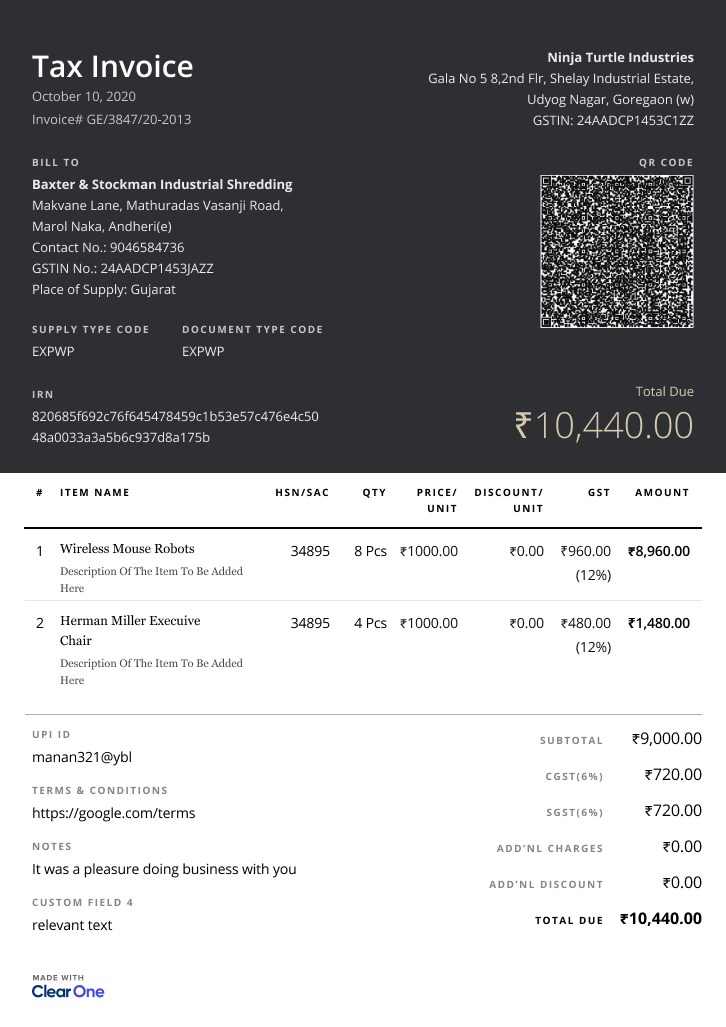 Tax Invoice
October 10, 2020
Invoice# GE/3847/20-2013
Ninja Turtle Industries
Gala No 5 8,2nd Flr, Shelay Industrial Estate,
Udyog Nagar, Goregaon (w)
GSTIN: 24AADCP1453C1ZZ
BILL TO
Baxter & Stockman Industrial Shredding
Makvane Lane, Mathuradas Vasanji Road,
Marol Naka, Andheri(e)
Contact No.: 9046584736
GSTIN No.: 24AADCP1453JAZZ
Place of Supply: Gujarat
QR CODE
SUPPLY TYPE CODE DOCUMENT TYPE CODE
EXPWP EXPWP
IRN
820685f692c76f645478459c1b53e57c476e4c50
48a0033a3a5b6c937d8a175b
Total Due
₹10,440.00
# ITEM NAME HSN/SAC QTY PRICE/ DISCOUNT/ GST AMOUNT
UNIT UNIT
1 Wireless Mouse Robots 34895 8 Pcs ₹1000.00 ₹0.00 ₹960.00 ₹8,960.00
Description Of The Item To Be Added (12%)
Here
2 Herman Miller Execuive 34895 4 Pcs ₹1000.00 ₹0.00 ₹480.00 ₹1,480.00
Chair (12%)
Description Of The Item To Be Added
Here
UPI ID
manan321@ybl
TERMS & CONDITIONS
https://google.com/terms
NOTES
It was a pleasure doing business with you
CUSTOM FIELD 4
relevant text
SUBTOTAL ₹9,000.00
CGST(6%) ₹720.00
SGST(6%) ₹720.00
ADD'NL CHARGES ₹0.00
ADD'NL DISCOUNT ₹0.00
TOTAL DUE ₹10,440.00
MADE WITH
ClearOne